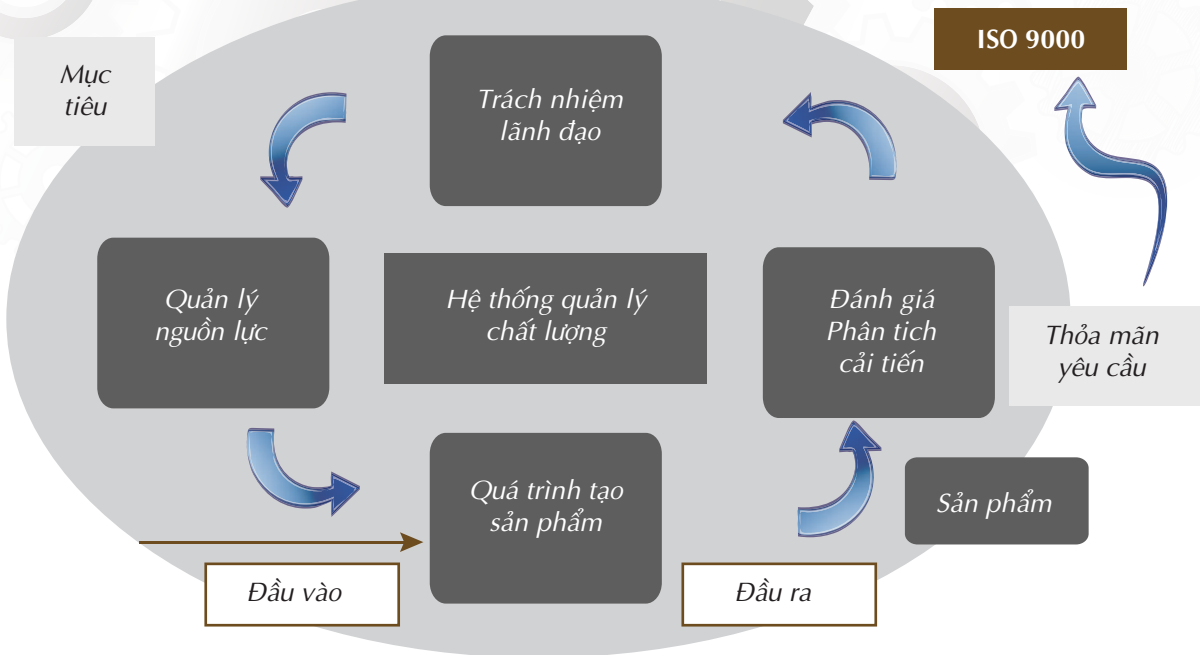 ISO 9000
Mục
tiêu
Trách nhiệm
lãnh đạo
Quản lý
nguồn lực
Hệ thống quản lý
chất lượng
Đánh giá
Phân tich
cải tiến
Thỏa mãn
yêu cầu
Quá trình tạo
sản phẩm
Sản phẩm
Đầu vào
Đầu ra